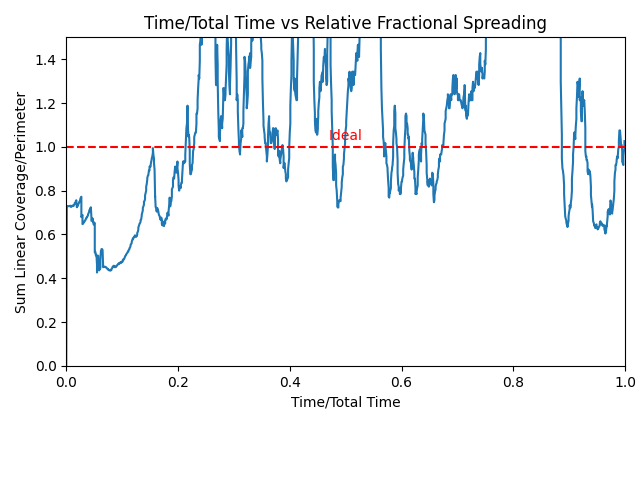 Time/Total Time vs Relative Fractional Spreading
Sum Linear Coverage/Perimeter
1.4
1.2
1.0
0.8
0.6
0.4
0.2
0.0
Ideal
0.0 0.2 0.4 0.6 0.8 1.0
Time/Total Time